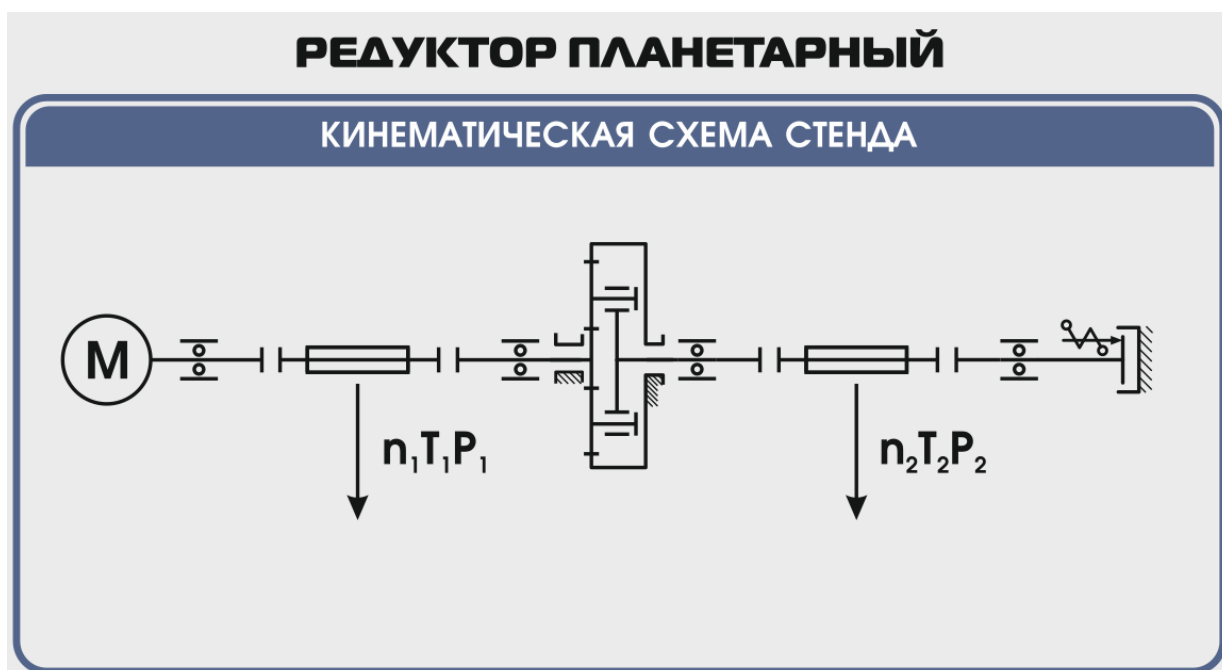 РЕДУКТОР ПЛАНЕТАРНЫЙ
КИНЕМАТИЧЕСКАЯ СХЕМА СТЕНДА
М
n₁T₁P₁
n₂T₂P₂